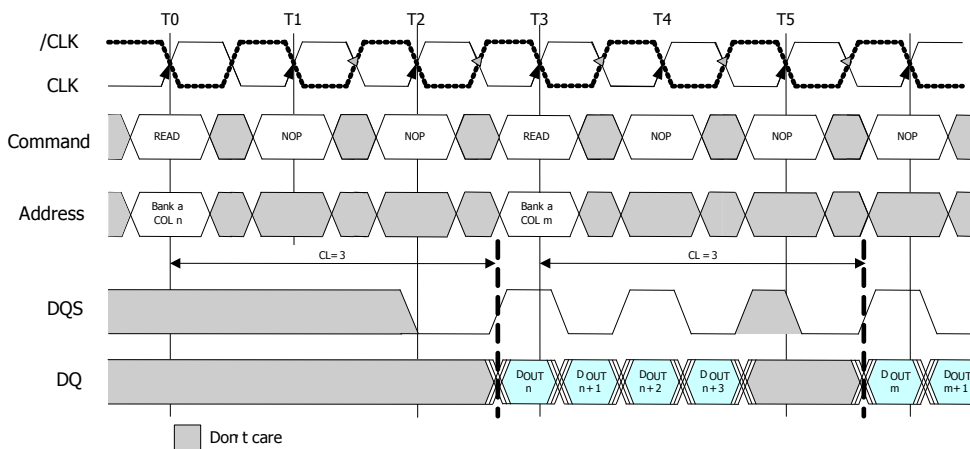 T0 T1 T2 T3 T4 T5
/CLK
CLK
Command READ NOP NOP READ NOP NOP NOP
Address Bank a COL n Bank a COL m
CL = 3 CL = 3
DQS
DQ DOUT n DOUT n + 1 DOUT n + 2 DOUT n + 3 DOUT m DOUT m + 1
Don't care